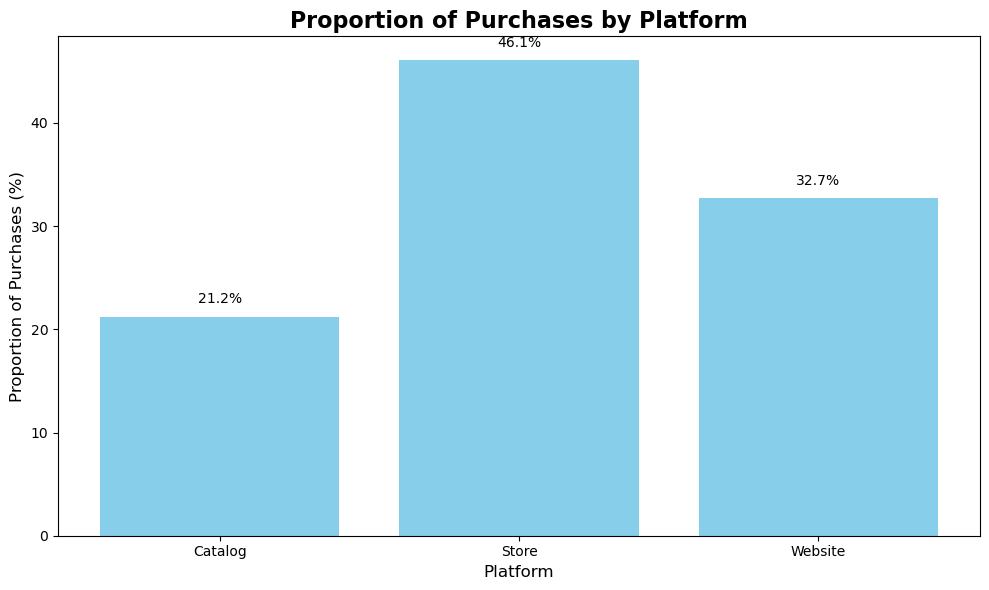 Proportion of Purchases by Platform
46.1%
40
32.7%
30
21.2%
20
10
0
Proportion of Purchases (%)
Catalog Store Website
Platform